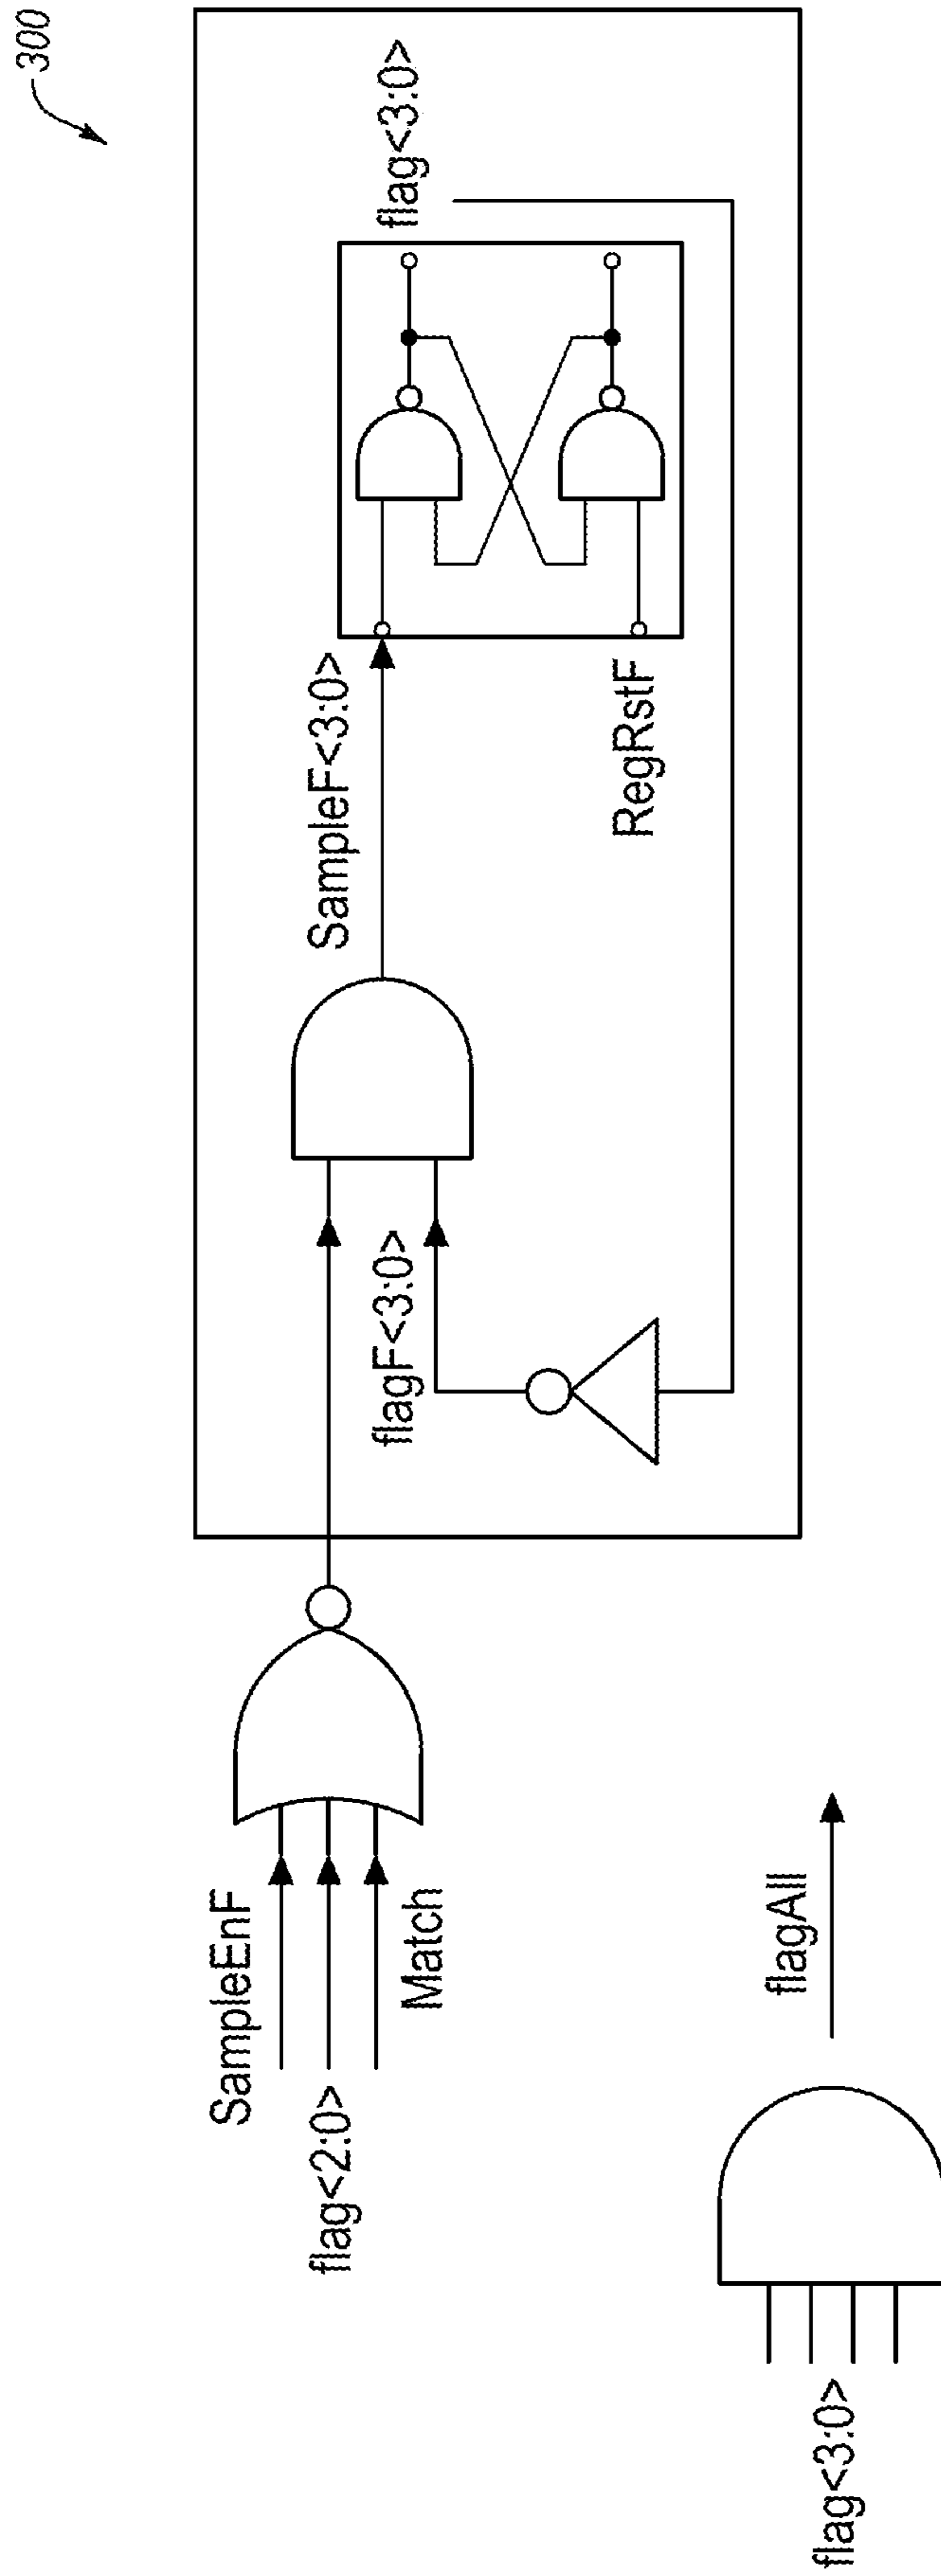 300
SampleEnF
flag<2:0>
Match
flagF<3:0>
SampleF<3:0>
RegRstF
flag<3:0>
flag<3:0>
flagAll